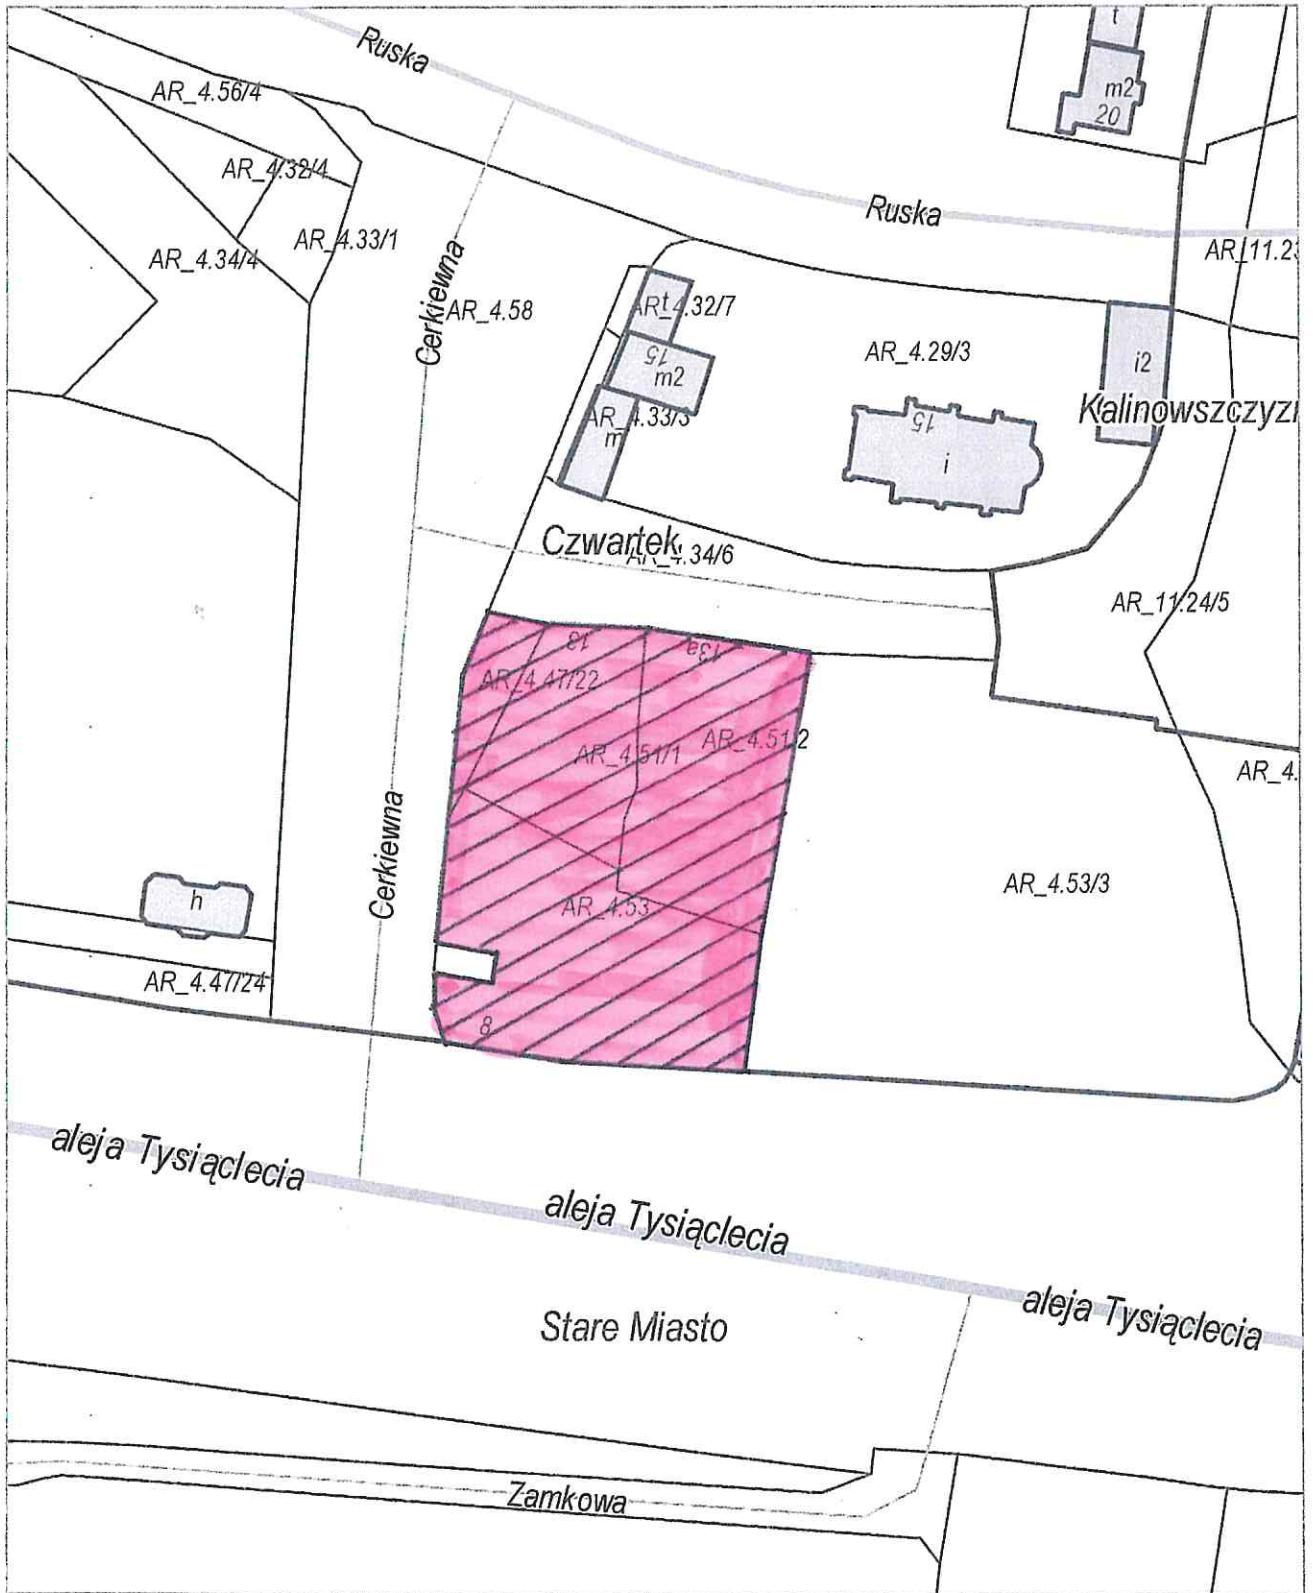 Ruska
t
m2
20
AR_4.56/4
AR_4.32/4
Ruska
AR_4.33/1
AR_4.34/4
AR_11.23
Cerkiewna
AR_4.58
AR_4.32/7
t
15
m2
AR_4.29/3
i2
Kalinowszczyzn
AR_4.33/3
m
15
i
Czwartek
AR_4.34/6
AR_11.24/5
13
13a
AR_4.47/22
AR_4.51/1
AR_4.51/2
AR_4.
Cerkiewna
AR_4.53/3
h
AR_4.53
AR_4.47/24
8
aleja Tysiąclecia
aleja Tysiąclecia
aleja Tysiąclecia
Stare Miasto
Zamkowa